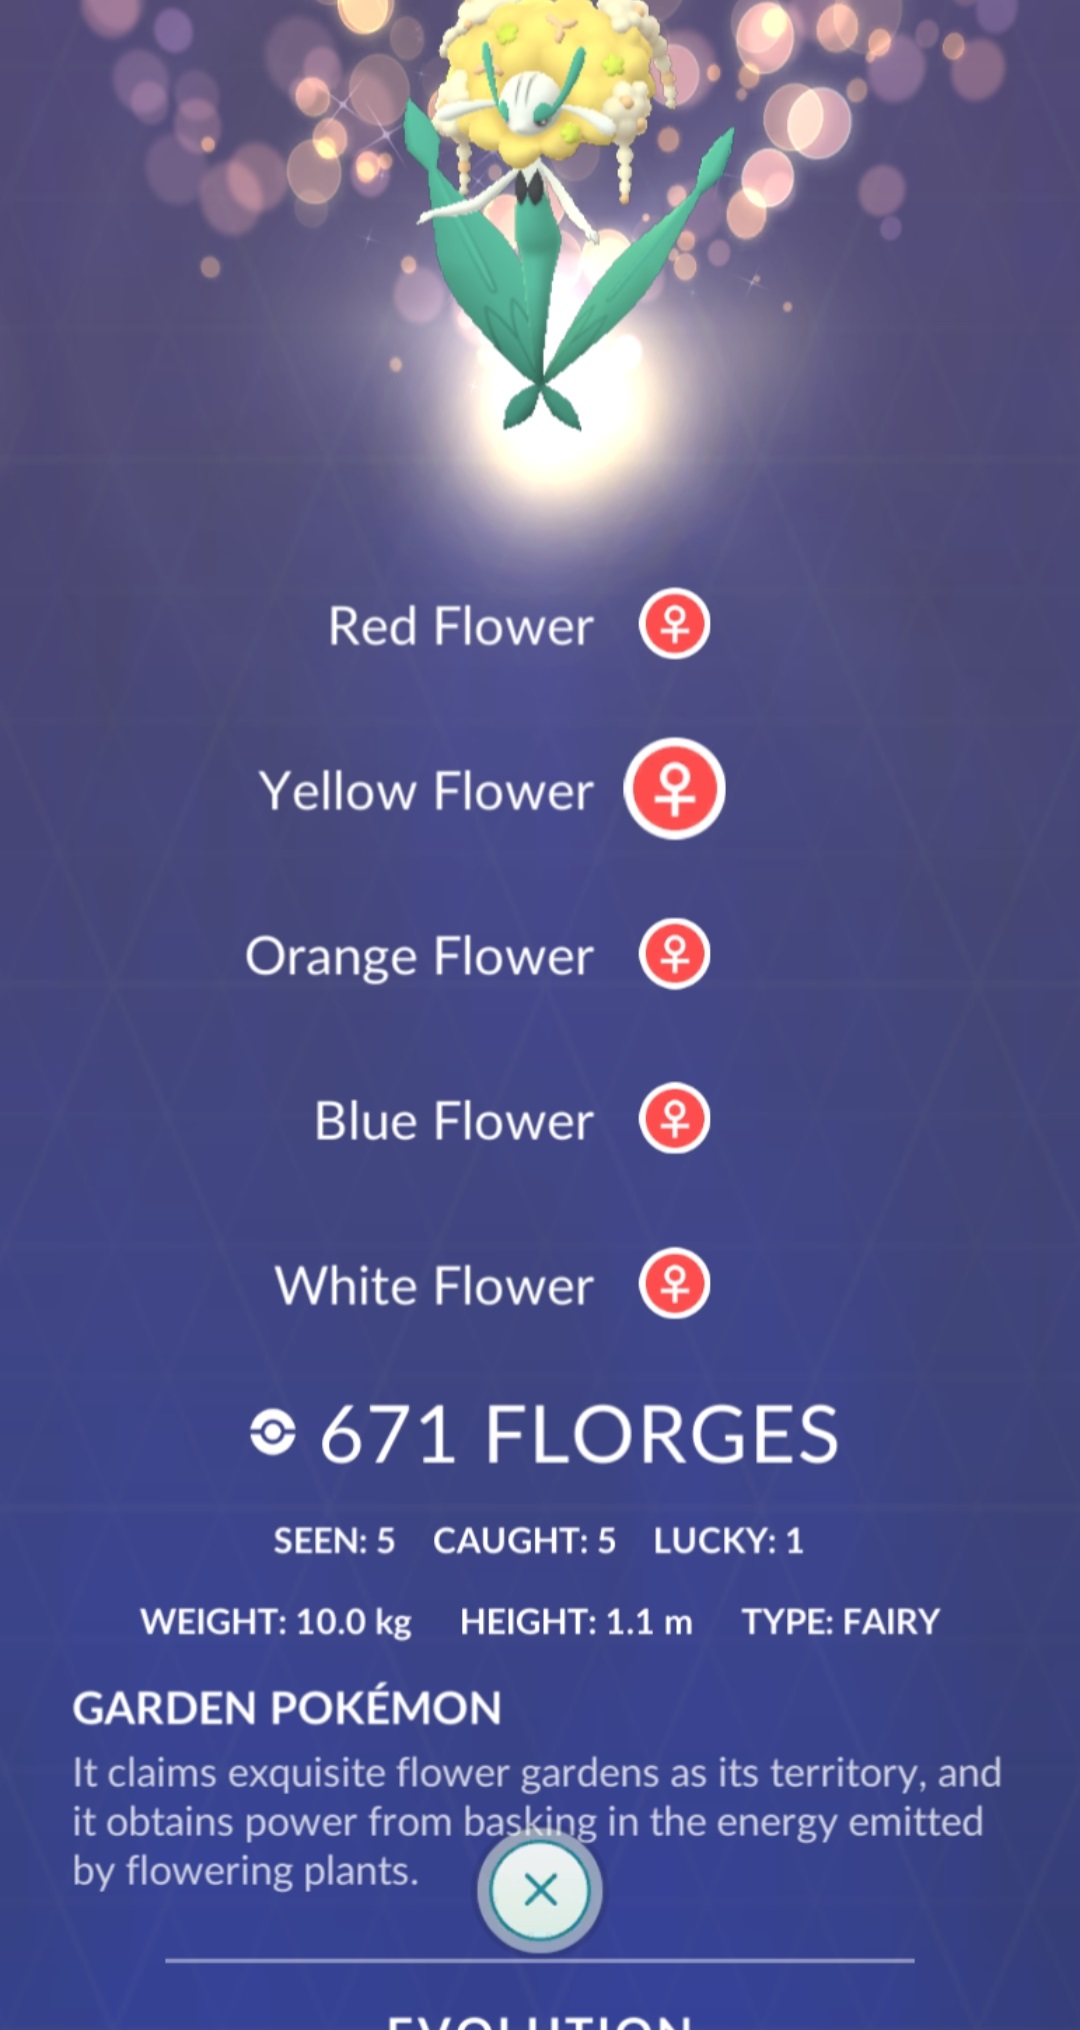 Red Flower
Yellow Flower
Orange Flower
Blue Flower
White Flower
671 FLORGES
SEEN: 5 CAUGHT: 5 LUCKY: 1
WEIGHT: 10.0 kg HEIGHT: 1.1 m TYPE: FAIRY
GARDEN POKÉMON
It claims exquisite flower gardens as its territory, and
it obtains power from basking in the energy emitted
by flowering plants.
EVOLUTION